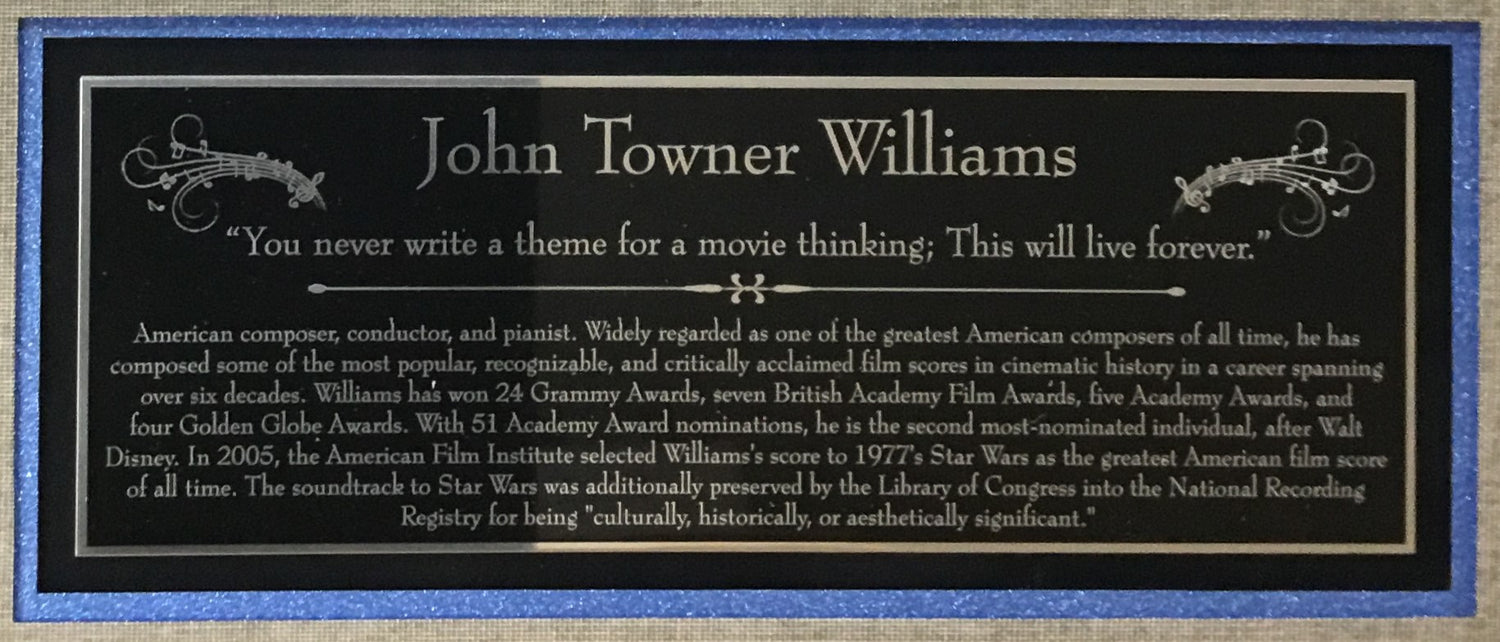 John Towner Williams
“You never write a theme for a movie thinking; This will live forever.”
American composer, conductor, and pianist. Widely regarded as one of the greatest American composers of all time, he has
composed some of the most popular, recognizable, and critically acclaimed film scores in cinematic history in a career spanning
over six decades. Williams has won 24 Grammy Awards, seven British Academy Film Awards, five Academy Awards, and
four Golden Globe Awards. With 51 Academy Award nominations, he is the second most-nominated individual, after Walt
Disney. In 2005, the American Film Institute selected Williams's score to 1977's Star Wars as the greatest American film score
of all time. The soundtrack to Star Wars was additionally preserved by the Library of Congress into the National Recording
Registry for being "culturally, historically, or aesthetically significant."